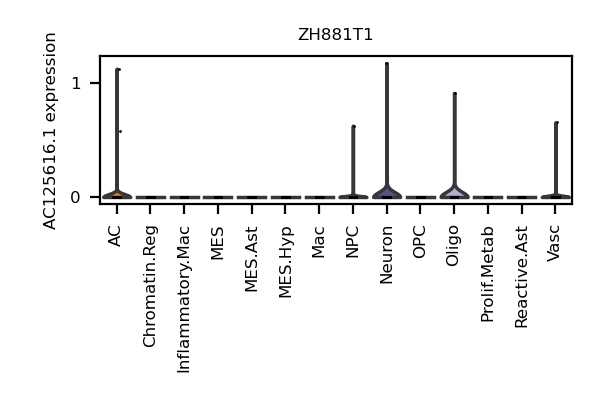 ZH881T1
AC125616.1 expression
1
0
AC
Chromatin.Reg
Inflammatory.Mac
MES
MES.Ast
MES.Hyp
Mac
NPC
Neuron
OPC
Oligo
Prolif.Metab
Reactive.Ast
Vasc